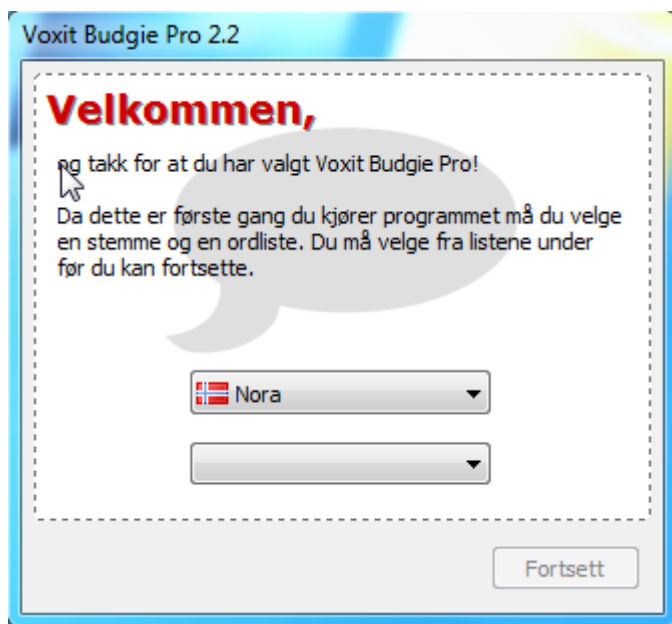 Voxit Budgie Pro 2.2
Velkommen,
og takk for at du har valgt Voxit Budgie Pro!
Da dette er første gang du kjører programmet må du velge
en stemme og en ordliste. Du må velge fra listene under
før du kan fortsette.
Nora
Fortsett